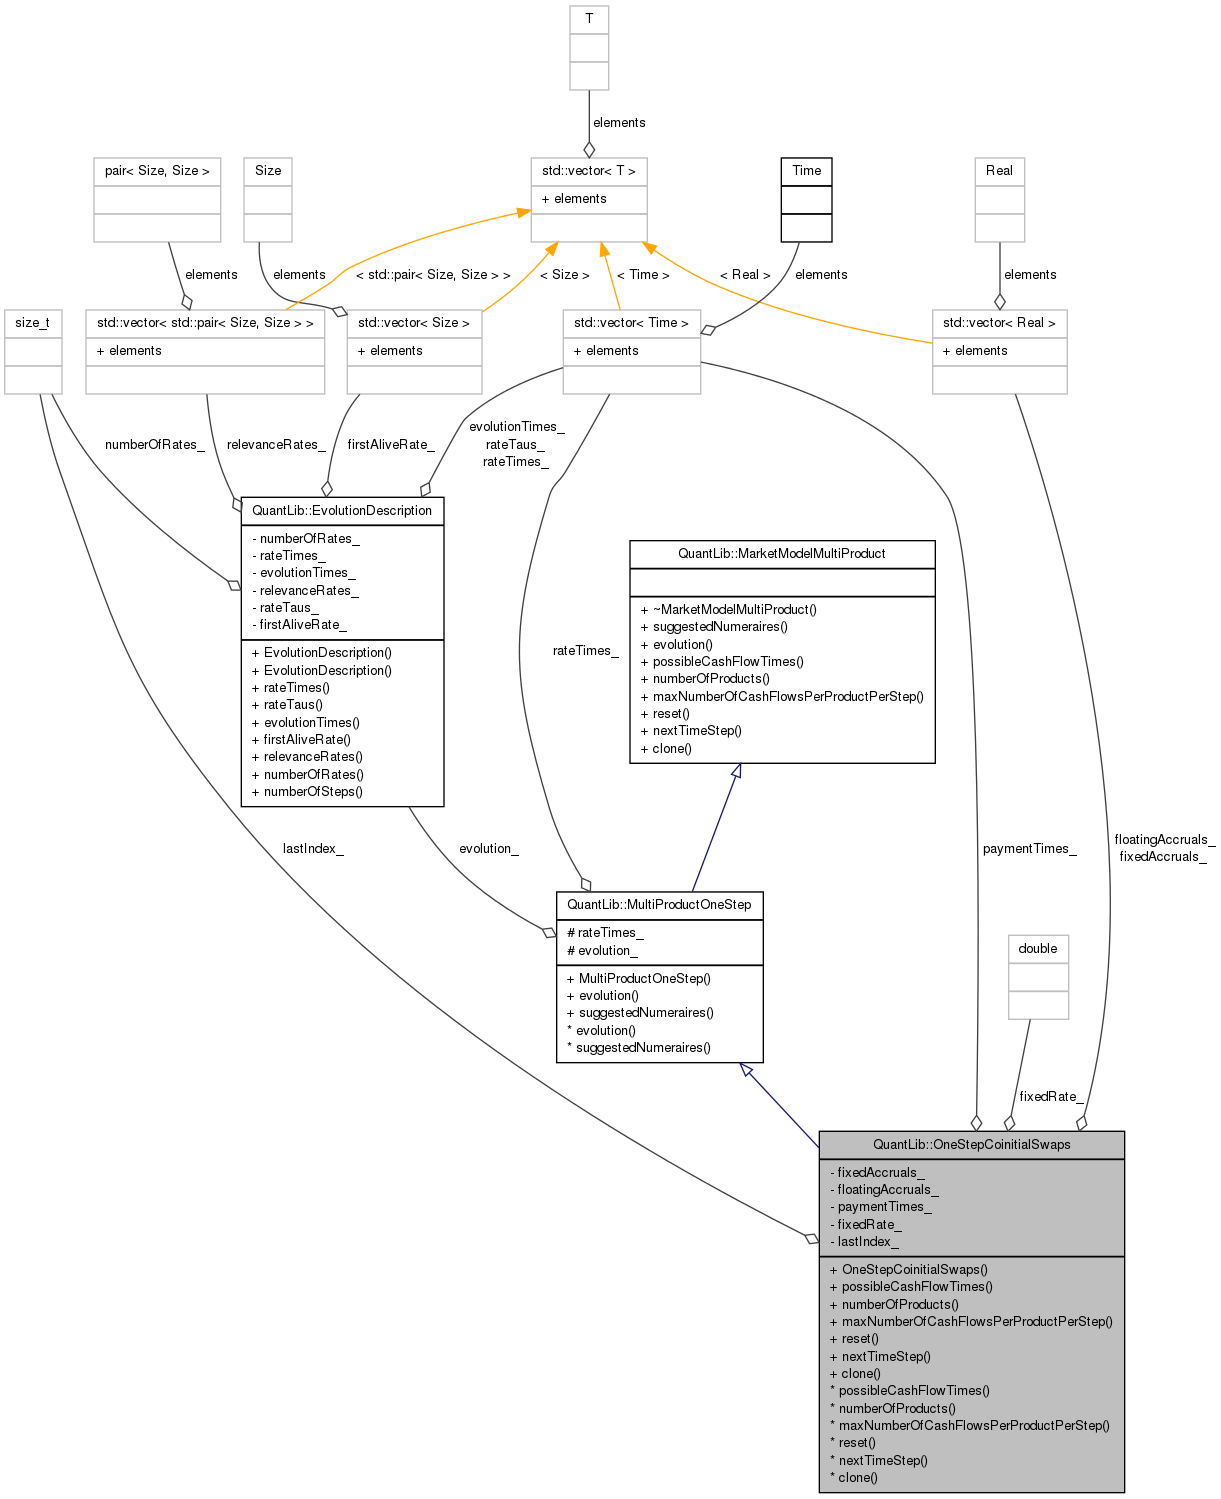 T
elements
pair< Size, Size >
Size
std::vector< T >
+ elements
Time
Real
elements
elements
< std::pair< Size, Size > >
< Size >
< Time >
elements
< Real >
elements
size_t
std::vector< std::pair< Size, Size > >
+ elements
std::vector< Size >
+ elements
std::vector< Time >
+ elements
std::vector< Real >
+ elements
numberOfRates_
relevanceRates_
firstAliveRate_
evolutionTimes_
rateTaus_
rateTimes_
QuantLib::EvolutionDescription
- numberOfRates_
- rateTimes_
- evolutionTimes_
- relevanceRates_
- rateTaus_
- firstAliveRate_
+ EvolutionDescription()
+ EvolutionDescription()
+ rateTimes()
+ rateTaus()
+ evolutionTimes()
+ firstAliveRate()
+ relevanceRates()
+ numberOfRates()
+ numberOfSteps()
rateTimes_
QuantLib::MarketModelMultiProduct
+ ~MarketModelMultiProduct()
+ suggestedNumeraires()
+ evolution()
+ possibleCashFlowTimes()
+ numberOfProducts()
+ maxNumberOfCashFlowsPerProductPerStep()
+ reset()
+ nextTimeStep()
+ clone()
lastIndex_
evolution_
paymentTimes_
floatingAccruals_
fixedAccruals_
QuantLib::MultiProductOneStep
# rateTimes_
# evolution_
+ MultiProductOneStep()
+ evolution()
+ suggestedNumeraires()
* evolution()
* suggestedNumeraires()
double
fixedRate_
QuantLib::OneStepCoinitialSwaps
- fixedAccruals_
- floatingAccruals_
- paymentTimes_
- fixedRate_
- lastIndex_
+ OneStepCoinitialSwaps()
+ possibleCashFlowTimes()
+ numberOfProducts()
+ maxNumberOfCashFlowsPerProductPerStep()
+ reset()
+ nextTimeStep()
+ clone()
* possibleCashFlowTimes()
* numberOfProducts()
* maxNumberOfCashFlowsPerProductPerStep()
* reset()
* nextTimeStep()
* clone()